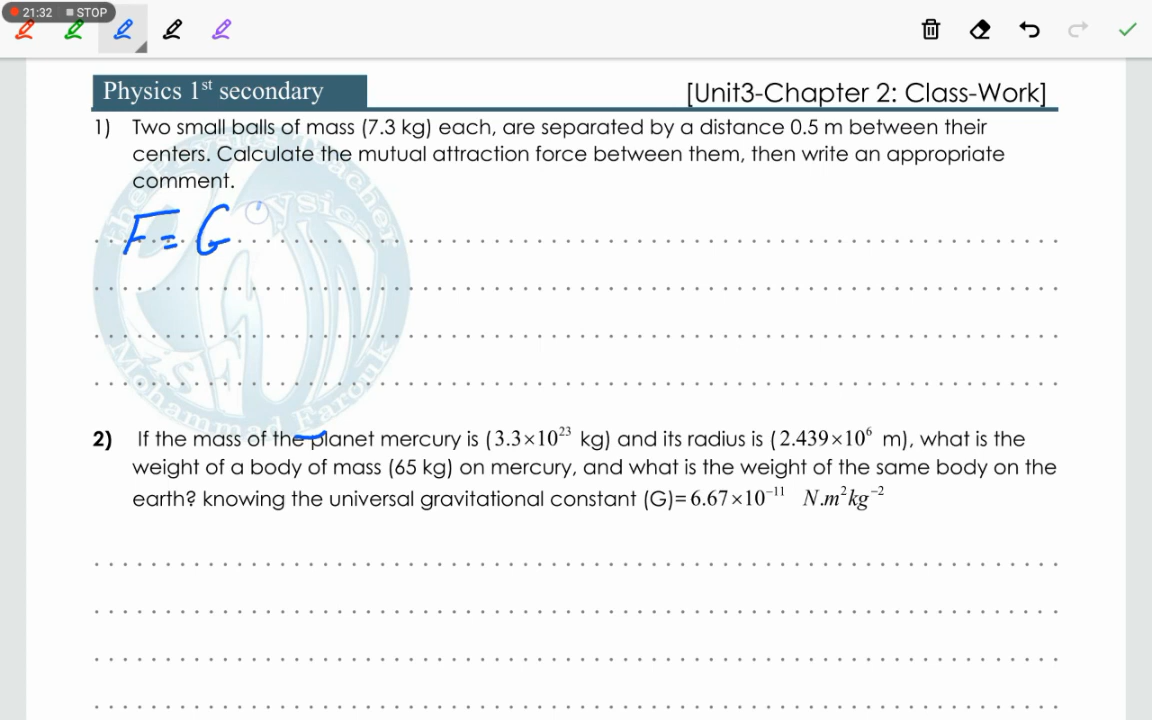 21:32 STOP
Physics 1st secondary
[Unit3-Chapter 2: Class-Work]
1) Two small balls of mass (7.3 kg) each, are separated by a distance 0.5 m between their
centers. Calculate the mutual attraction force between them, then write an appropriate
comment.
F = G
2) If the mass of the planet mercury is (3.3×10²³ kg) and its radius is (2.439×10⁶ m), what is the
weight of a body of mass (65 kg) on mercury, and what is the weight of the same body on the
earth? knowing the universal gravitational constant (G)=6.67×10⁻¹¹ N.m²kg⁻²
Mohammad Farouk